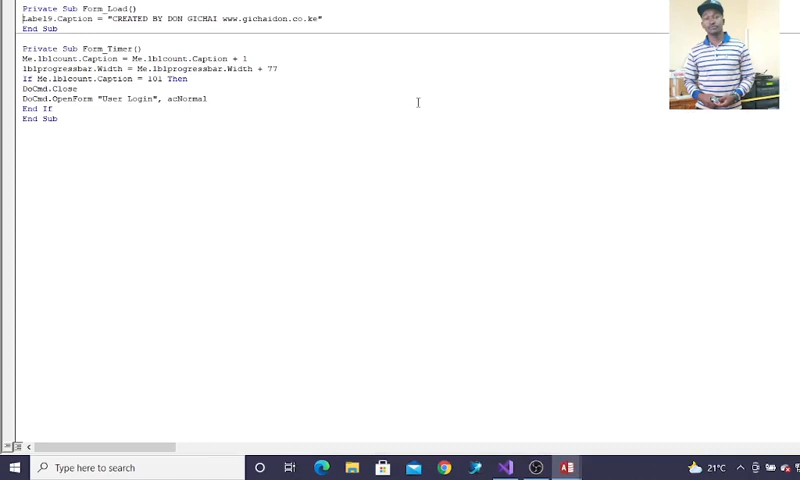 Private Sub Form_Load()
Label9.Caption = "CREATED BY DON GICHAI www.gichaidon.co.ke"
End Sub
Private Sub Form_Timer()
Me.lblcount.Caption = Me.lblcount.Caption + 1
lblprogressbar.Width = Me.lblprogressbar.Width + 77
If Me.lblcount.Caption = 101 Then
DoCmd.Close
DoCmd.OpenForm "User Login", acNormal
End If
End Sub
Type here to search
21°C